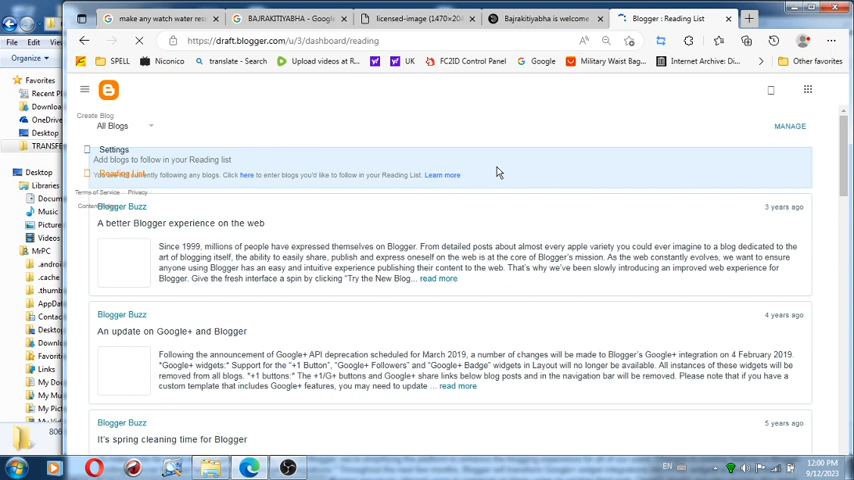 make any watch water res
BAJRAKITIYABHA - Google
licensed-image (1470×204
Bajrakitiyabha is welcome
Blogger : Reading List
https://draft.blogger.com/u/3/dashboard/reading
File
Edit
SPELL
Niconico
translate - Search
Upload videos at R...
UK
FC2ID Control Panel
Google
Military Waist Bag...
Internet Archive:...
Other favorites
Organize
Favorites
Recent P
Downloa
OneDriv
Desktop
TRANSFE
Desktop
Libraries
Docum
Music
Picture
Videos
MrPC
.androi
.cache
.thumb
AppDat
Contac
Desktop
Downl
Favorite
Links
My Do
My Mu
My Pic
806
Create Blog
All Blogs
MANAGE
Settings
Add blogs to follow in your Reading list
Reading List
You are not currently following any blogs. Click here to enter blogs you'd like to follow in your Reading List. Learn more
Terms of Service
Privacy
Blogger Buzz
3 years ago
A better Blogger experience on the web
Since 1999, millions of people have expressed themselves on Blogger. From detailed posts about almost every apple variety you could ever imagine to a blog dedicated to the
art of blogging itself, the ability to easily share, publish and express oneself on the web is at the core of Blogger's mission. As the web constantly evolves, we want to ensure
anyone using Blogger has an easy and intuitive experience publishing their content to the web. That's why we've been slowly introducing an improved web experience for
Blogger. Give the fresh interface a spin by clicking "Try the New Blog... read more
Blogger Buzz
4 years ago
An update on Google+ and Blogger
Following the announcement of Google+ API deprecation scheduled for March 2019, a number of changes will be made to Blogger's Google+ integration on 4 February 2019.
*Google+ widgets:* Support for the "+1 Button", "Google+ Followers" and "Google+ Badge" widgets in Layout will no longer be available. All instances of these widgets will be
removed from all blogs. *+1 buttons:* The +1/G+ buttons and Google+ share links below blog posts and in the navigation bar will be removed. Please note that if you have a
custom template that includes Google+ features, you may need to update ... read more
Blogger Buzz
5 years ago
It's spring cleaning time for Blogger
EN
12:00 PM
9/12/2023